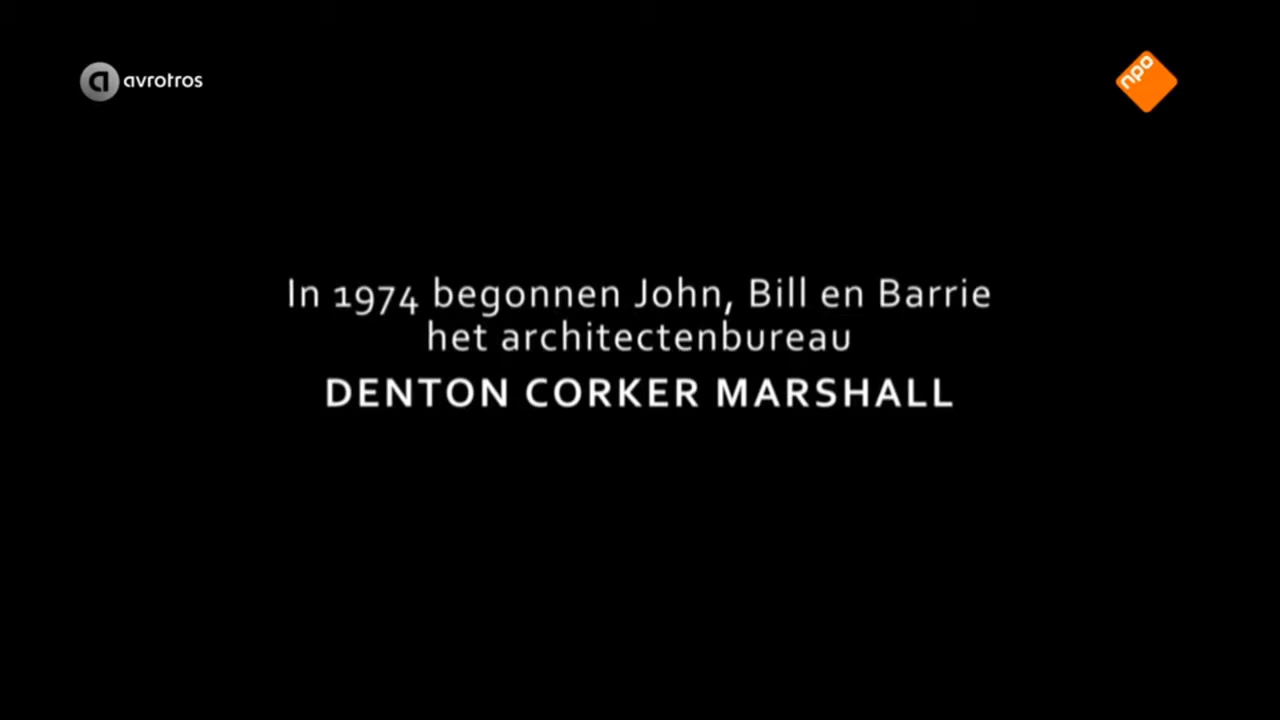 avrotros
npo
In 1974 begonnen John, Bill en Barrie
het architectenbureau
DENTON CORKER MARSHALL